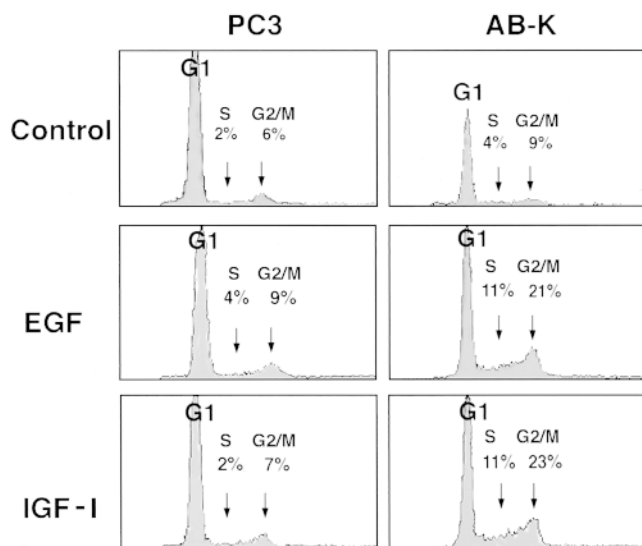 PC3 AB-K
Control
G1
S G2/M
2% 6%
G1
S G2/M
4% 9%
EGF
G1
S G2/M
4% 9%
G1
S G2/M
11% 21%
IGF-I
G1
S G2/M
2% 7%
G1
S G2/M
11% 23%